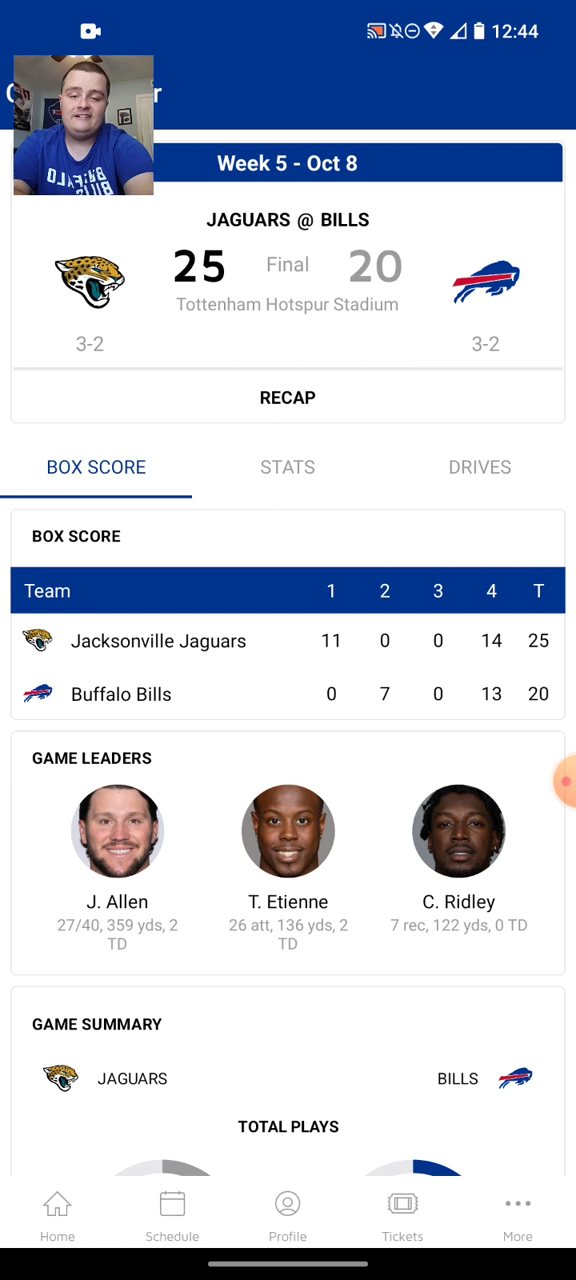 12:44
r
Week 5 - Oct 8
JAGUARS @ BILLS
25 Final 20
Tottenham Hotspur Stadium
3-2 3-2
RECAP
BOX SCORE STATS DRIVES
BOX SCORE
Team 1 2 3 4 T
Jacksonville Jaguars 11 0 0 14 25
Buffalo Bills 0 7 0 13 20
GAME LEADERS
J. Allen T. Etienne C. Ridley
27/40, 359 yds, 2 26 att, 136 yds, 2 7 rec, 122 yds, 0 TD
TD TD
GAME SUMMARY
JAGUARS BILLS
TOTAL PLAYS
Home Schedule Profile Tickets More